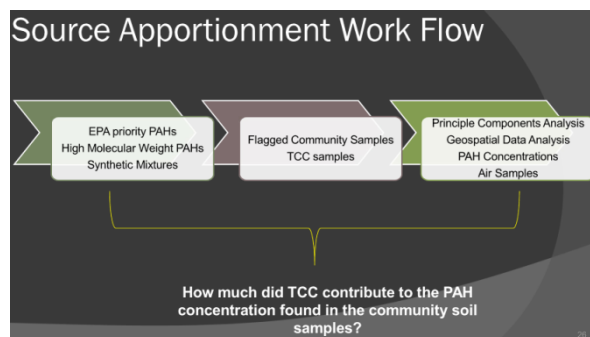 Source Apportionment Work Flow
EPA priority PAHs
High Molecular Weight PAHs
Synthetic Mixtures
Flagged Community Samples
TCC samples
Principle Components Analysis
Geospatial Data Analysis
PAH Concentrations
Air Samples
How much did TCC contribute to the PAH
concentration found in the community soil
samples?
26